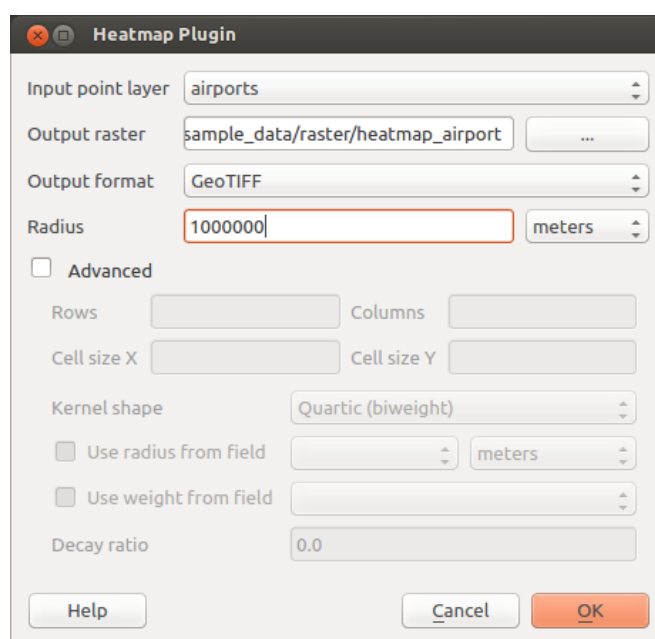 Heatmap Plugin
Input point layer airports
Output raster sample_data/raster/heatmap_airport ...
Output format GeoTIFF
Radius 1000000 meters
Advanced
Rows Columns
Cell size X Cell size Y
Kernel shape Quartic (biweight)
Use radius from field meters
Use weight from field
Decay ratio 0.0
Help Cancel OK